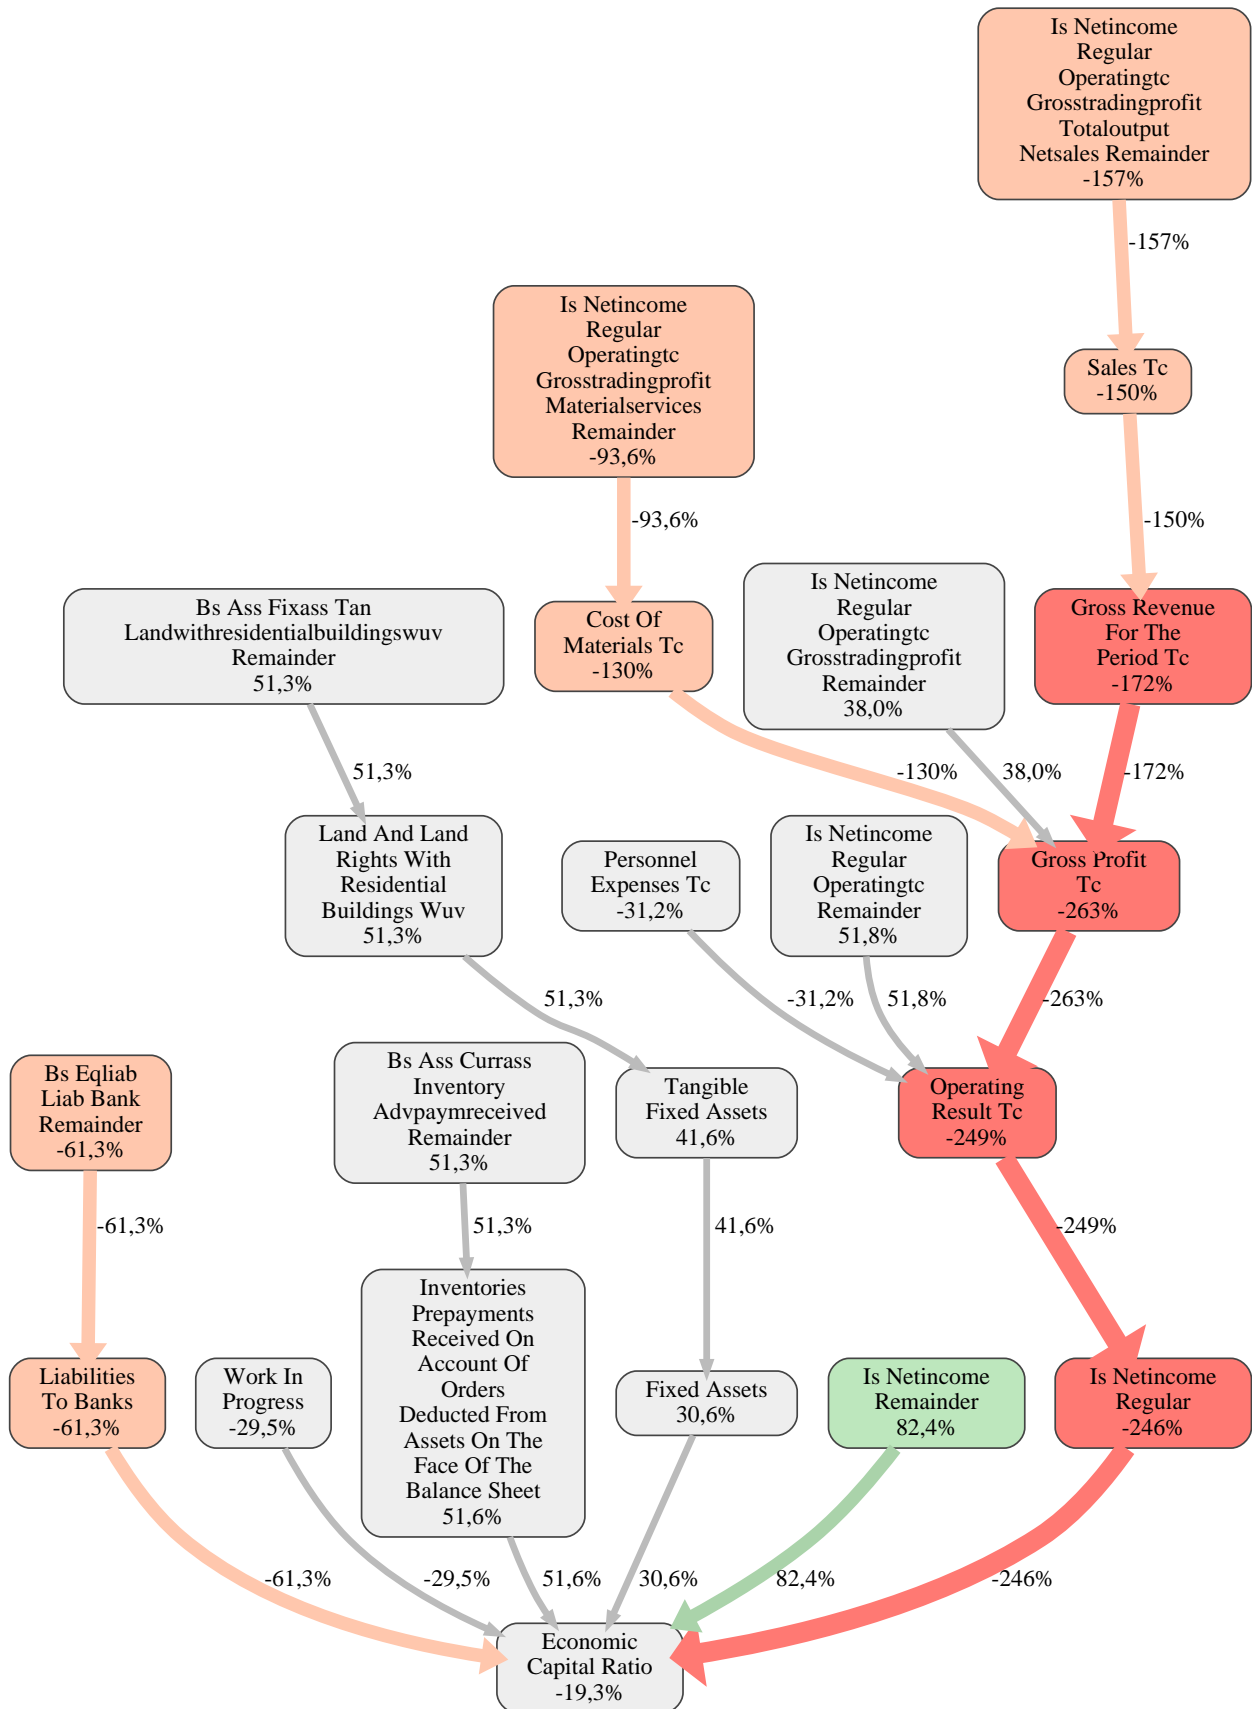 Is Netincome
Regular
Operatingtc
Grosstradingprofit
Totaloutput
Netsales Remainder
-157%
-157%
Is Netincome
Regular
Operatingtc
Grosstradingprofit
Materialservices
Remainder
-93,6%
Sales Tc
-150%
-93,6%
-150%
Bs Ass Fixass Tan
Landwithresidentialbuildingswuv
Remainder
51,3%
Cost Of
Materials Tc
-130%
Is Netincome
Regular
Operatingtc
Grosstradingprofit
Remainder
38,0%
Gross Revenue
For The
Period Tc
-172%
51,3%
-130%
38,0%
-172%
Land And Land
Rights With
Residential
Buildings Wuv
51,3%
Personnel
Expenses Tc
-31,2%
Is Netincome
Regular
Operatingtc
Remainder
51,8%
Gross Profit
Tc
-263%
51,3%
-31,2%
51,8%
-263%
Bs Eqliab
Liab Bank
Remainder
-61,3%
Bs Ass Currass
Inventory
Advpaymreceived
Remainder
51,3%
Tangible
Fixed Assets
41,6%
Operating
Result Tc
-249%
-61,3%
51,3%
41,6%
-249%
Liabilities
To Banks
-61,3%
Work In
Progress
-29,5%
Inventories
Prepayments
Received On
Account Of
Orders
Deducted From
Assets On The
Face Of The
Balance Sheet
51,6%
Fixed Assets
30,6%
Is Netincome
Remainder
82,4%
Is Netincome
Regular
-246%
-61,3%
-29,5%
51,6%
30,6%
82,4%
-246%
Economic
Capital Ratio
-19,3%